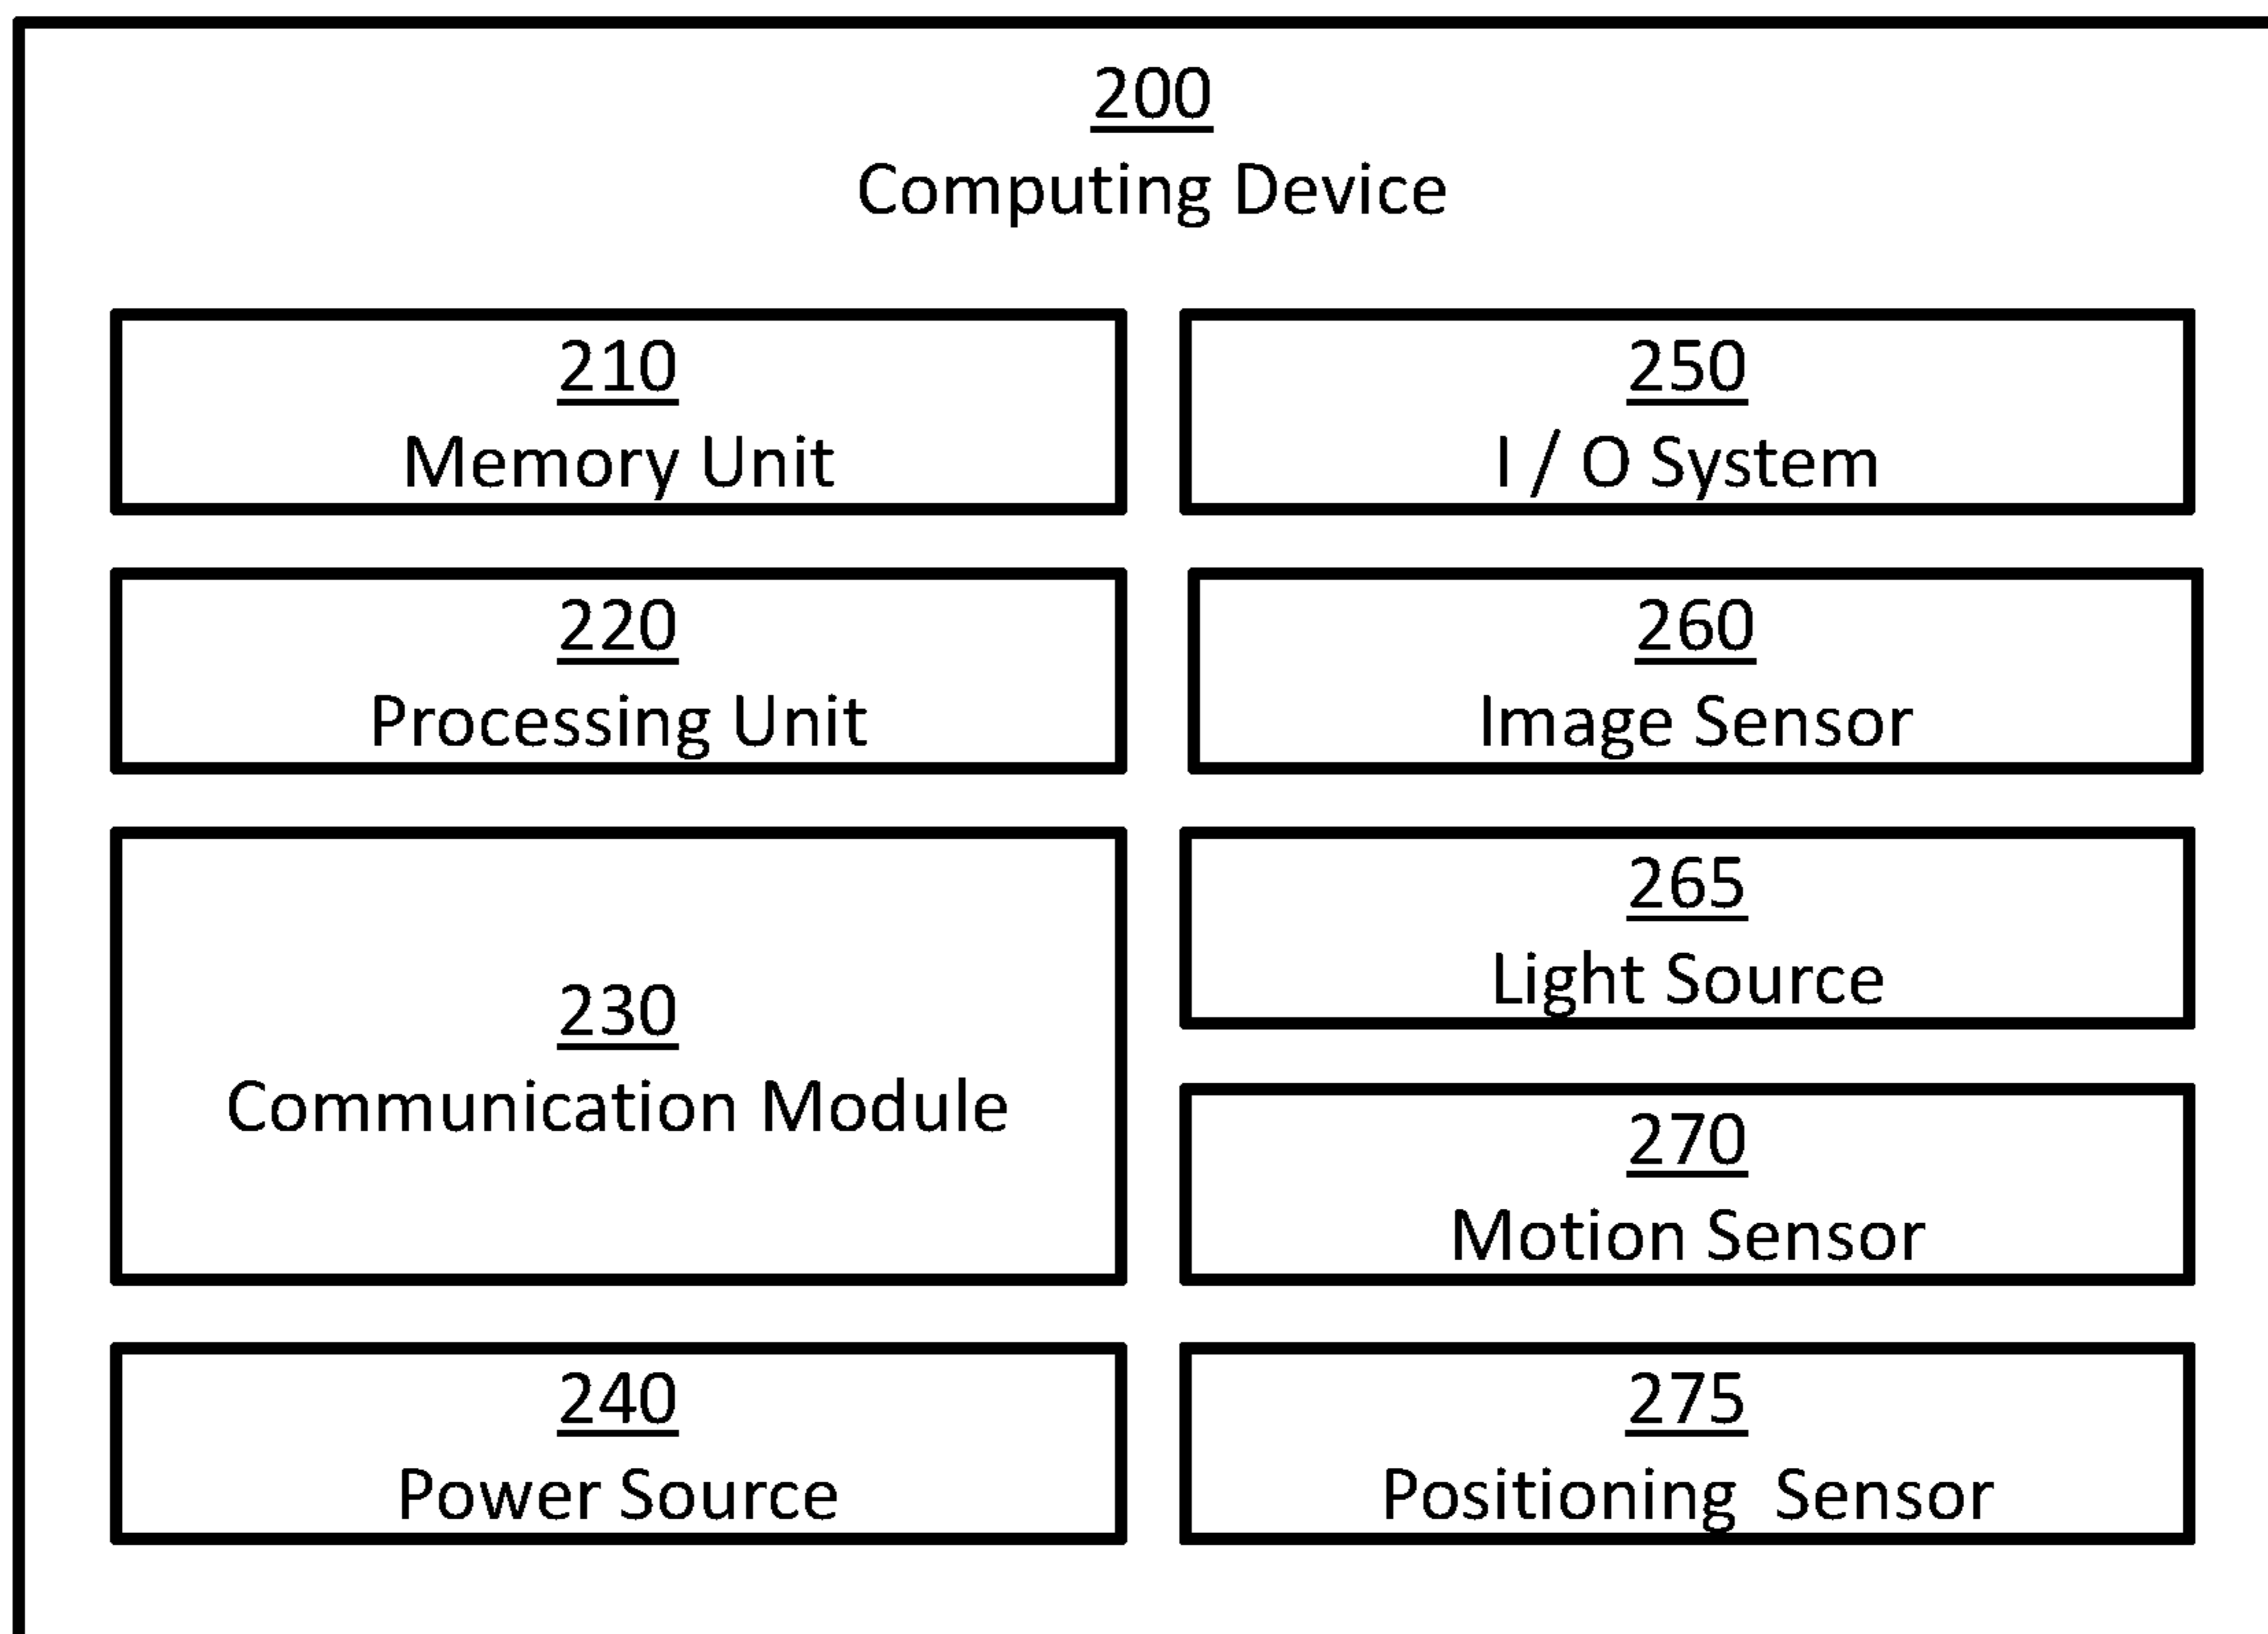 200
Computing Device
210
Memory Unit
220
Processing Unit
230
Communication Module
240
Power Source
250
I / O System
260
Image Sensor
265
Light Source
270
Motion Sensor
275
Positioning  Sensor